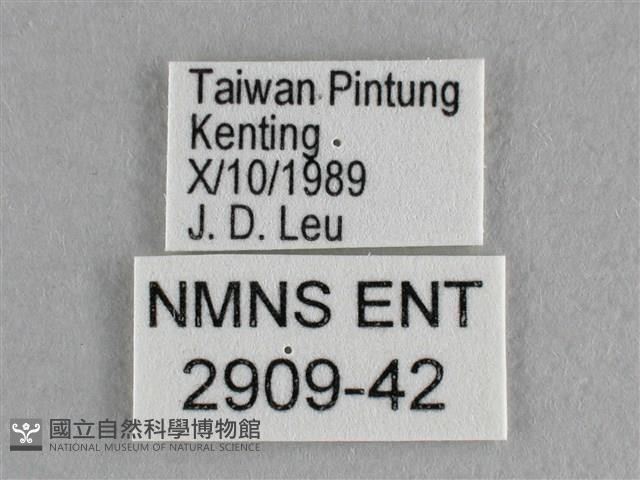 Taiwan Pintung
Kenting
X/10/1989
J. D. Leu
NMNS ENT
2909-42
國立自然科學博物館
NATIONAL MUSEUM OF NATURAL SCIENCE